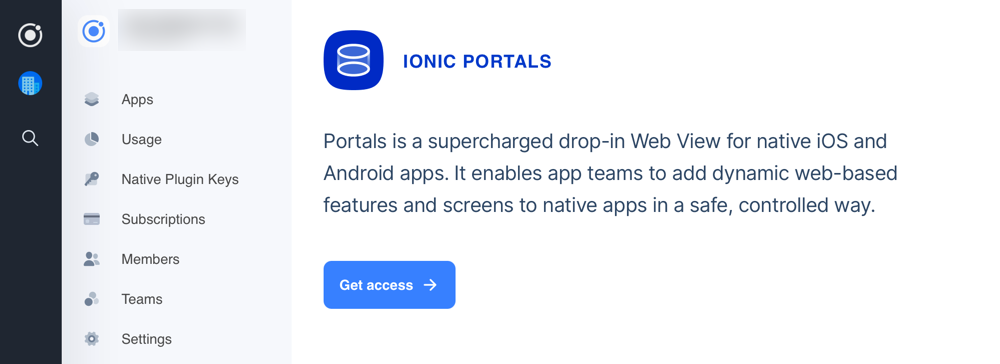 Apps
Usage
Native Plugin Keys
Subscriptions
Members
Teams
Settings
IONIC PORTALS
Portals is a supercharged drop-in Web View for native iOS and
Android apps. It enables app teams to add dynamic web-based
features and screens to native apps in a safe, controlled way.
Get access